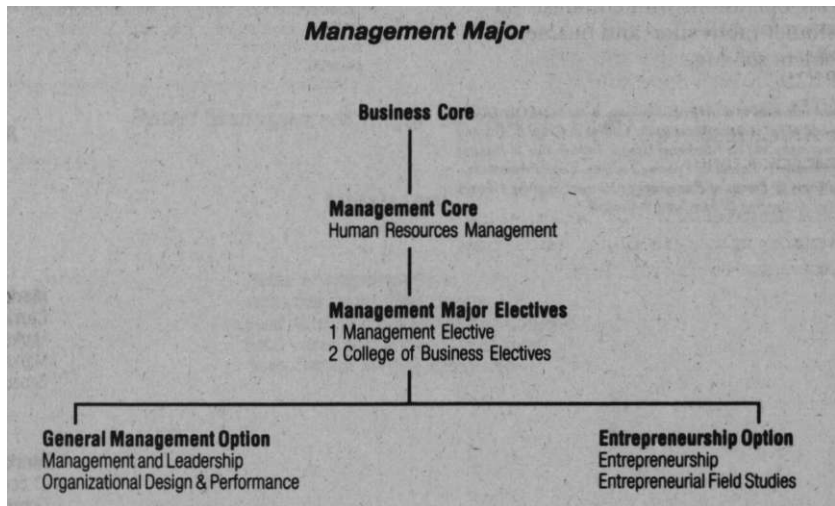 Management Major
Business Core
Management Core
Human Resources Management
Management Major Electives
1 Management Elective
2 College of Business Electives
General Management Option
Management and Leadership
Organizational Design & Performance
Entrepreneurship Option
Entrepreneurship
Entrepreneurial Field Studies